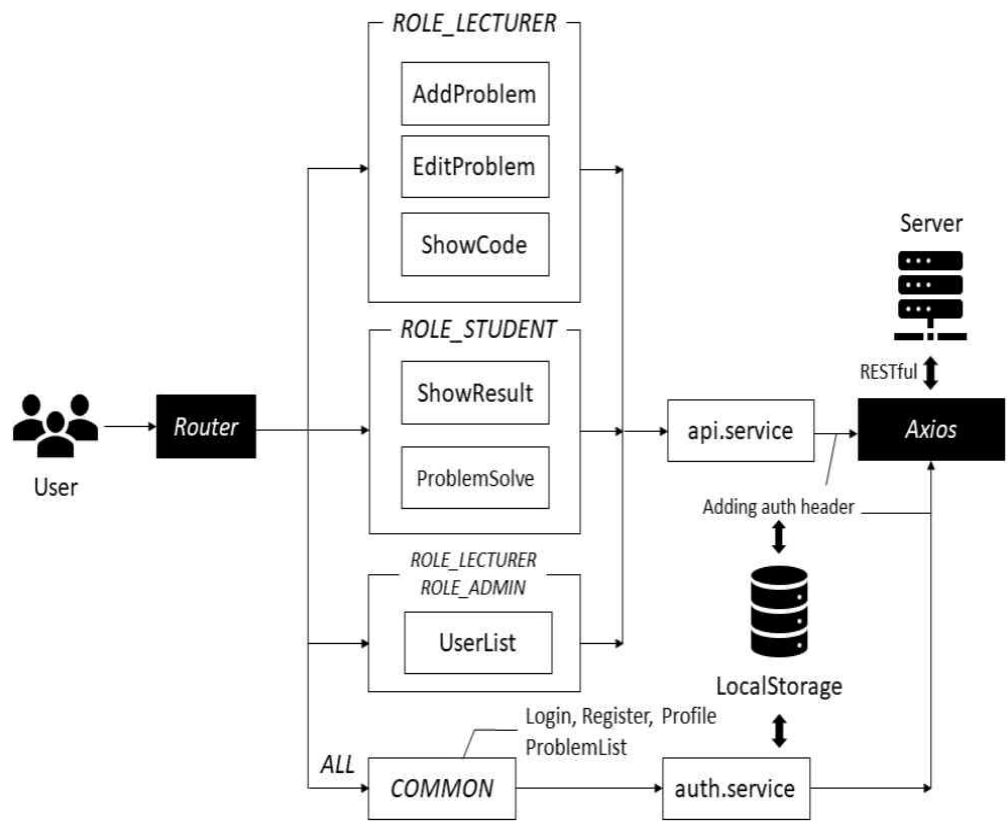 ROLE_LECTURER
AddProblem
EditProblem
ShowCode
Server
RESTful
ROLE_STUDENT
ShowResult
ProblemSolve
User
Router
api.service
Axios
Adding auth header
ROLE_LECTURER
ROLE_ADMIN
UserList
LocalStorage
Login, Register, Profile
ProblemList
ALL
COMMON
auth.service